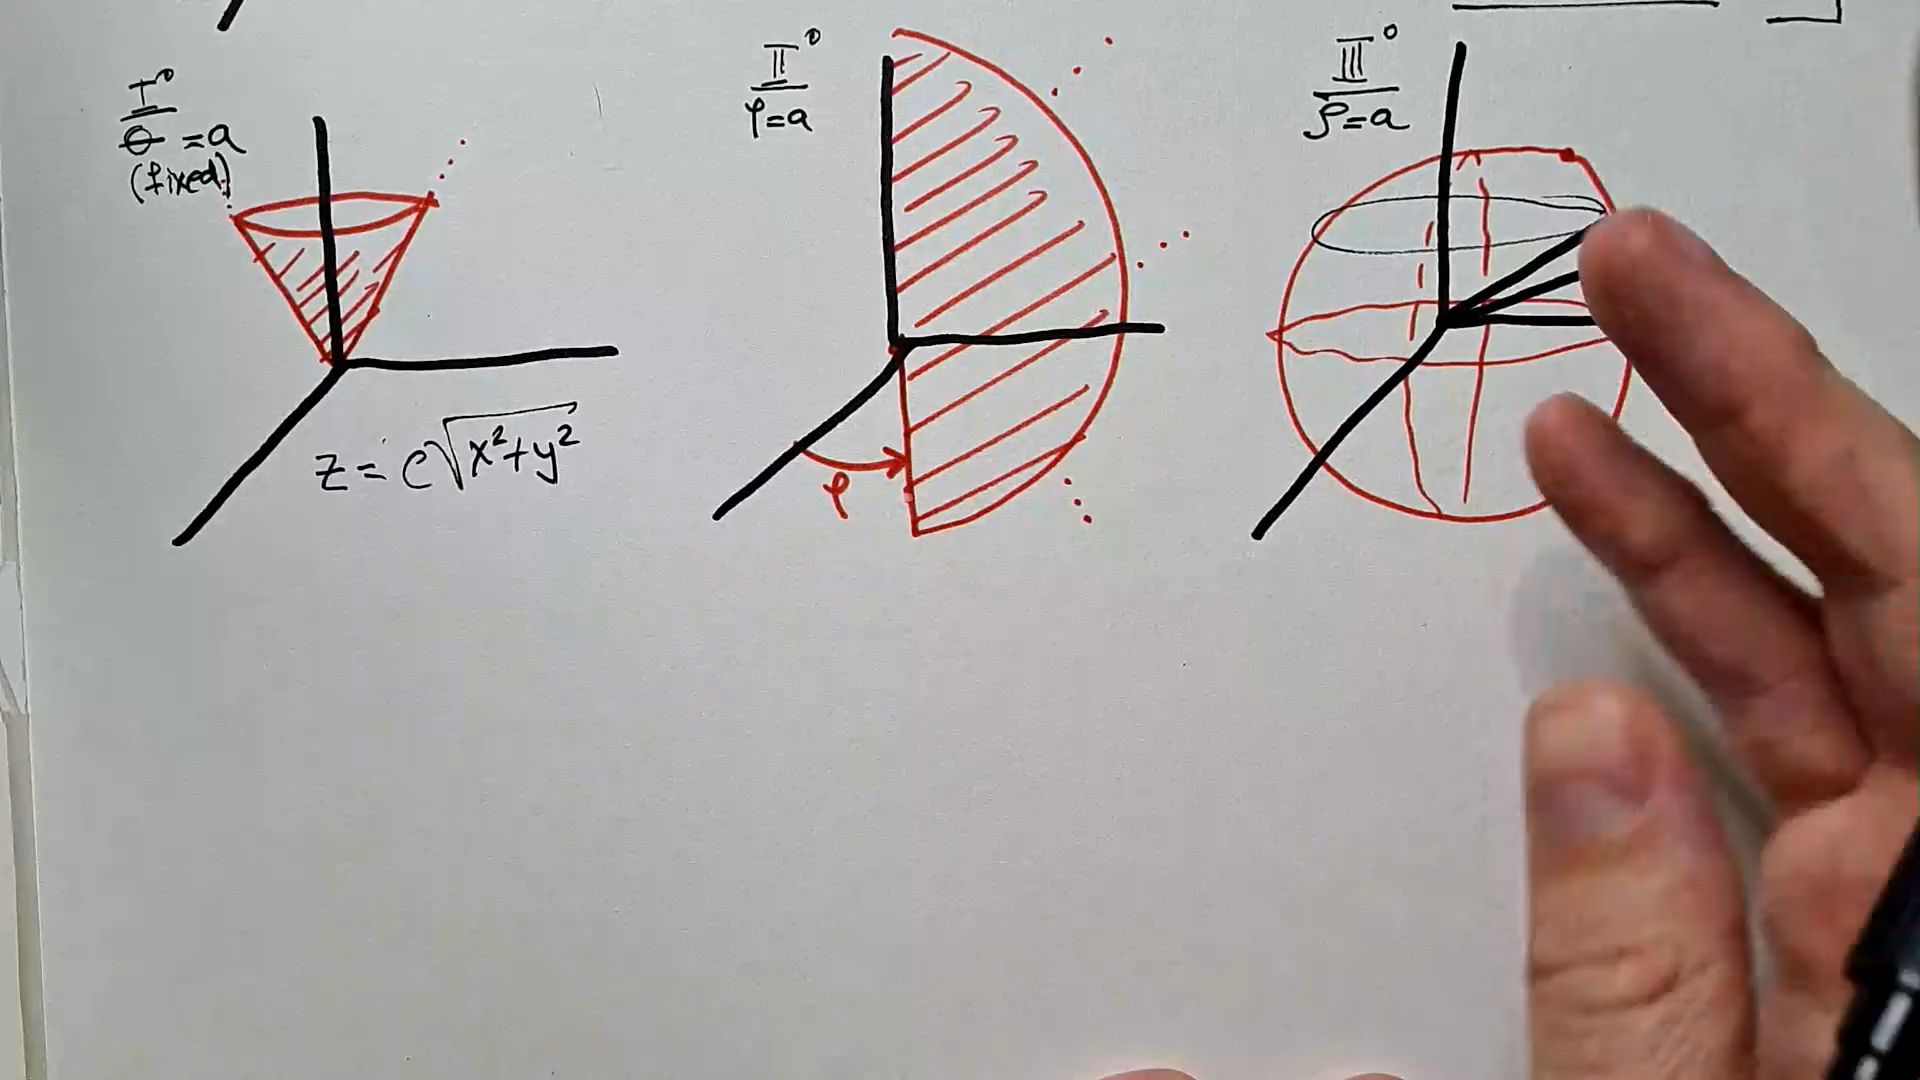 I°
θ = a
(fixed)
z = c√x²+y²
II°
φ=a
φ
III°
ρ=a